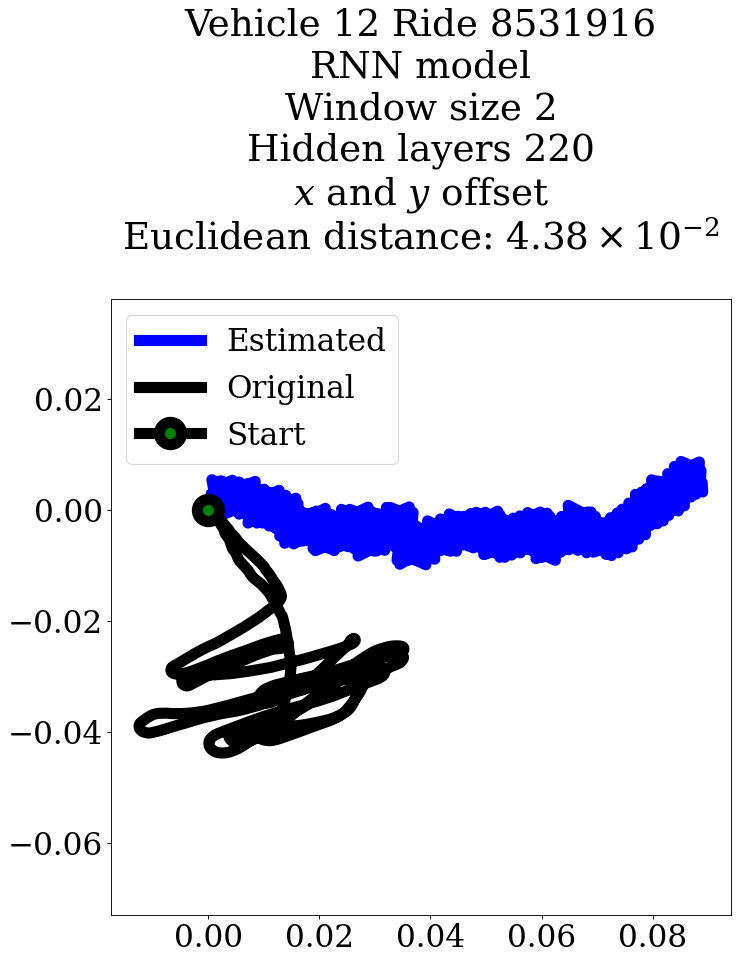 Vehicle 12 Ride 8531916
RNN model
Window size 2
Hidden layers 220
x and y offset
Euclidean distance: 4.38 × 10⁻²
Estimated
Original
Start
0.02
0.00
−0.02
−0.04
−0.06
0.00 0.02 0.04 0.06 0.08